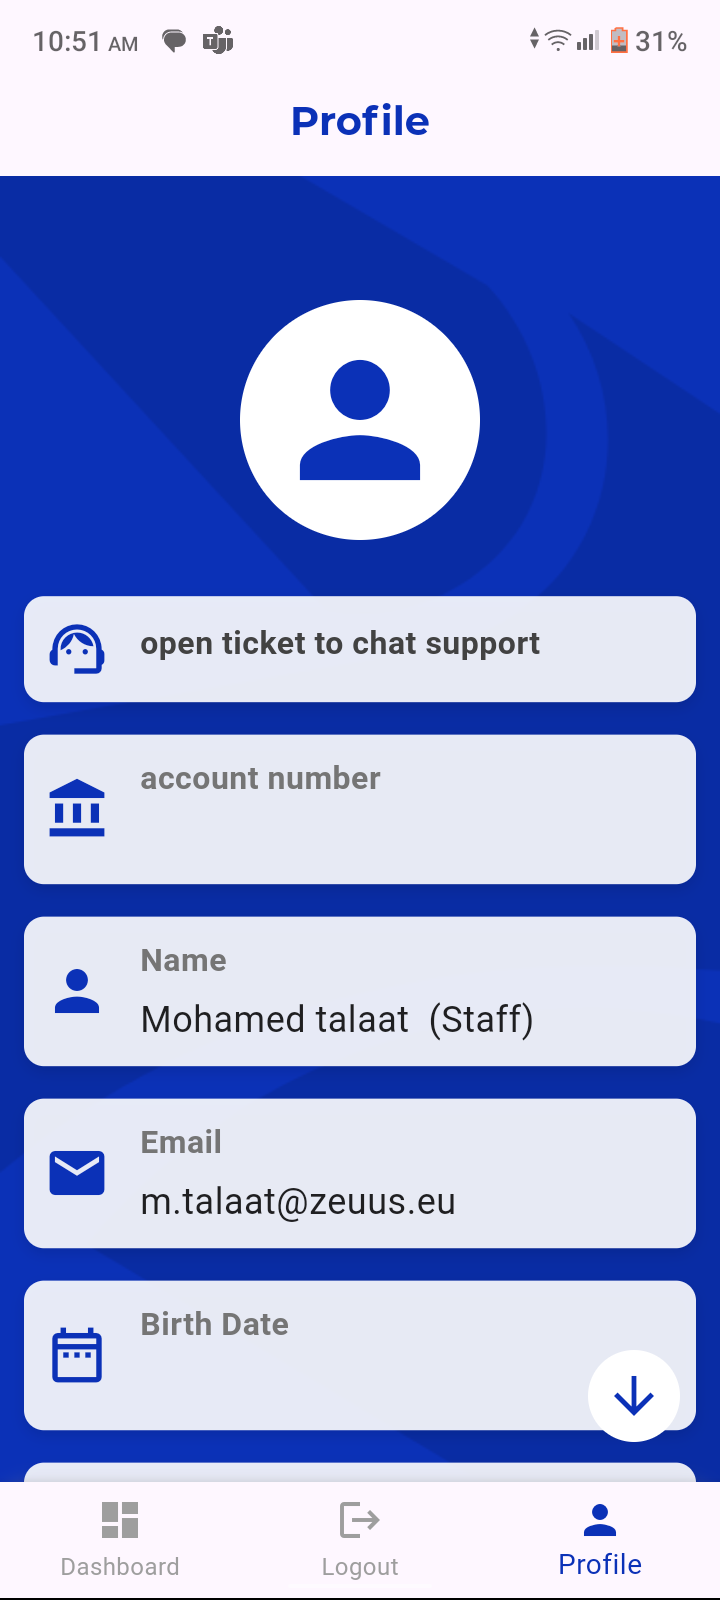 10:51 AM
31%
Profile
open ticket to chat support
account number
Name
Mohamed talaat  (Staff)
Email
m.talaat@zeuus.eu
Birth Date
Dashboard
Logout
Profile